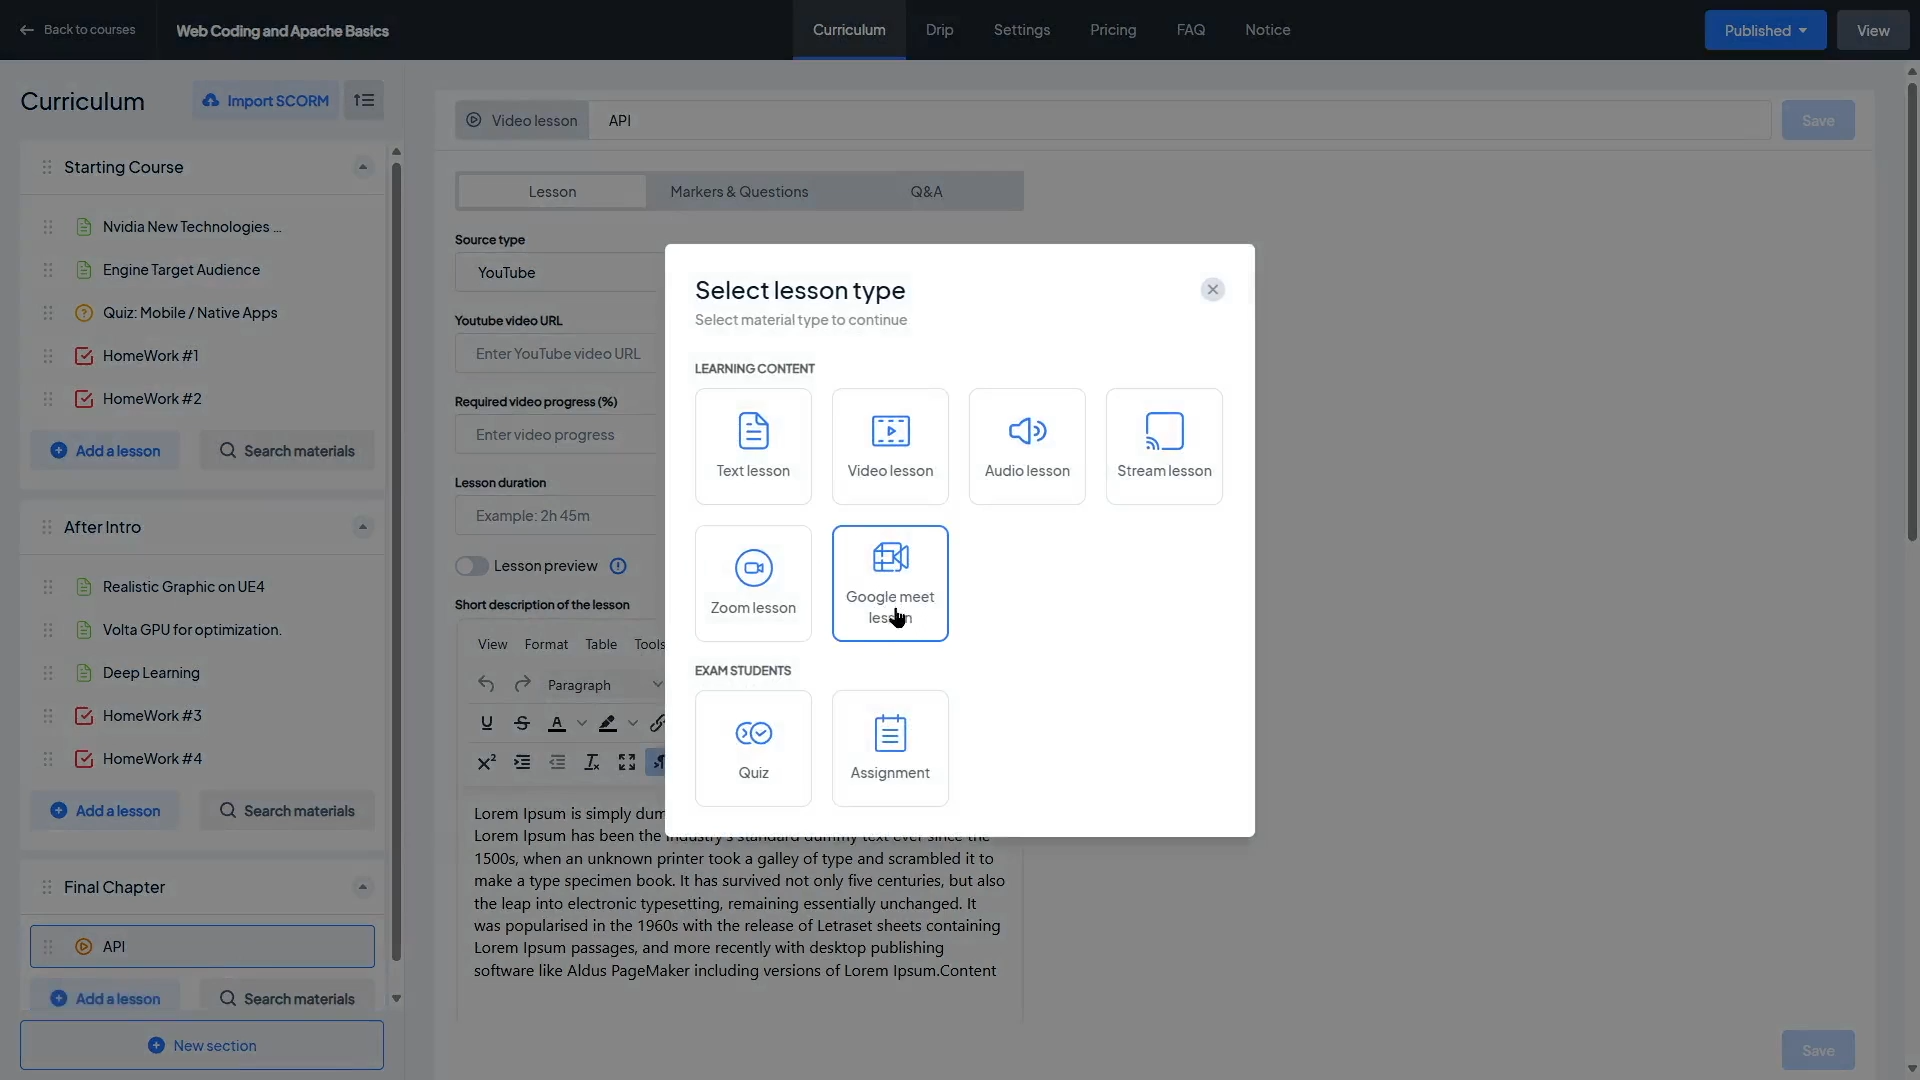 Back to courses
Web Coding and Apache Basics
Curriculum
Drip
Settings
Pricing
FAQ
Notice
Published
View
Curriculum
Import SCORM
Starting Course
Nvidia New Technologies ...
Engine Target Audience
Quiz: Mobile / Native Apps
HomeWork #1
HomeWork #2
Add a lesson
Search materials
After Intro
Realistic Graphic on UE4
Volta GPU for optimization.
Deep Learning
HomeWork #3
HomeWork #4
Add a lesson
Search materials
Final Chapter
API
Add a lesson
Search materials
New section
Video lesson
API
Save
Lesson
Markers & Questions
Q&A
Source type
YouTube
Youtube video URL
Enter YouTube video URL
Required video progress (%)
Enter video progress
Lesson duration
Example: 2h 45m
Lesson preview
Short description of the lesson
View
Format
Table
Tools
Paragraph
Lorem Ipsum is simply dum
Lorem Ipsum has been the industry's standard dummy text ever since the
1500s, when an unknown printer took a galley of type and scrambled it to
make a type specimen book. It has survived not only five centuries, but also
the leap into electronic typesetting, remaining essentially unchanged. It
was popularised in the 1960s with the release of Letraset sheets containing
Lorem Ipsum passages, and more recently with desktop publishing
software like Aldus PageMaker including versions of Lorem Ipsum.Content
Save
Select lesson type
Select material type to continue
LEARNING CONTENT
Text lesson
Video lesson
Audio lesson
Stream lesson
Zoom lesson
Google meet
lesson
EXAM STUDENTS
Quiz
Assignment